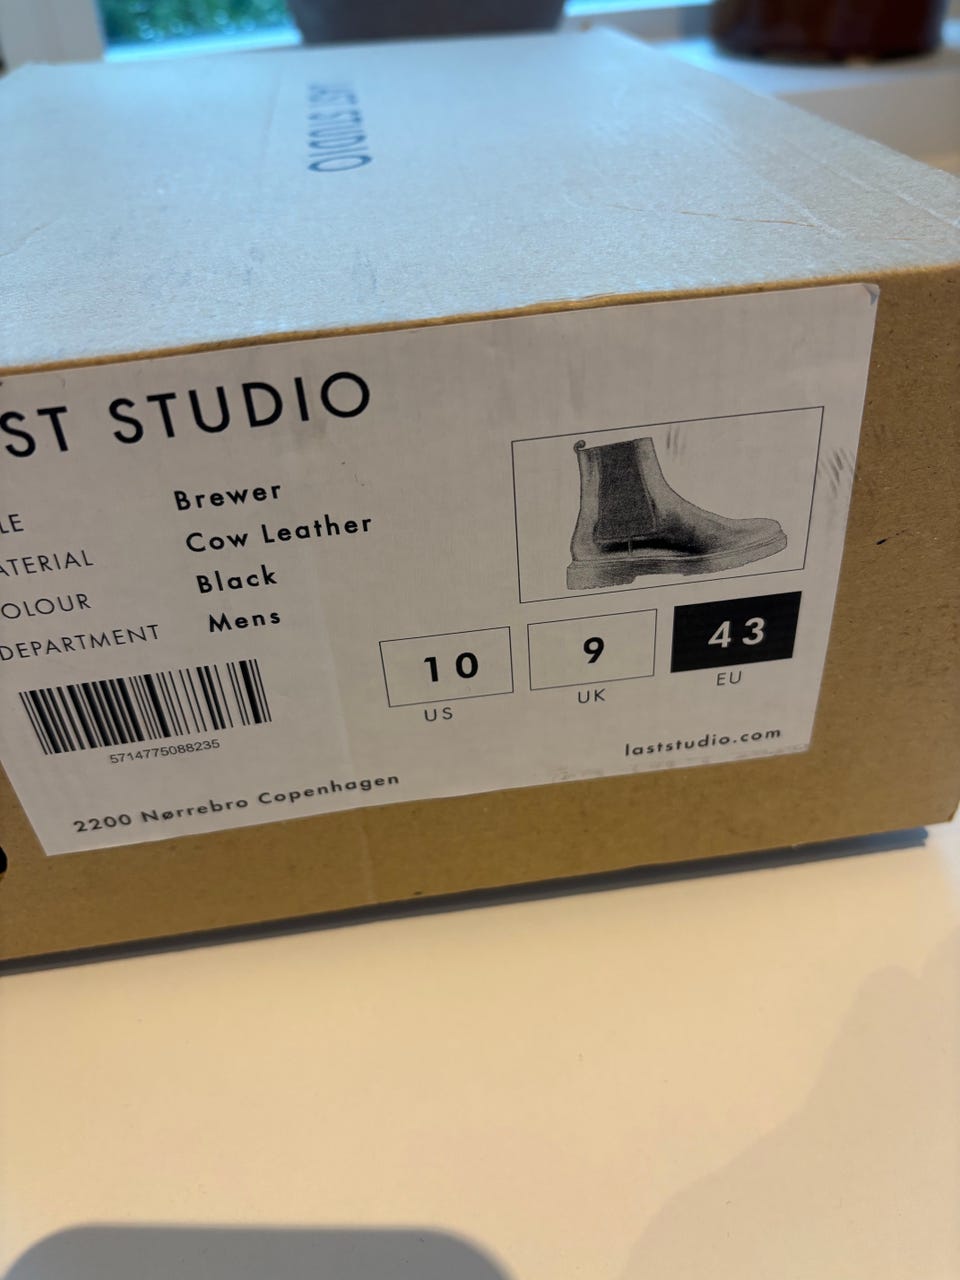 AST STUDIO
ST STUDIO
LE Brewer
ATERIAL Cow Leather
OLOUR Black
DEPARTMENT Mens
10 9 43
US UK EU
5714775088235
laststudio.com
2200 Nørrebro Copenhagen